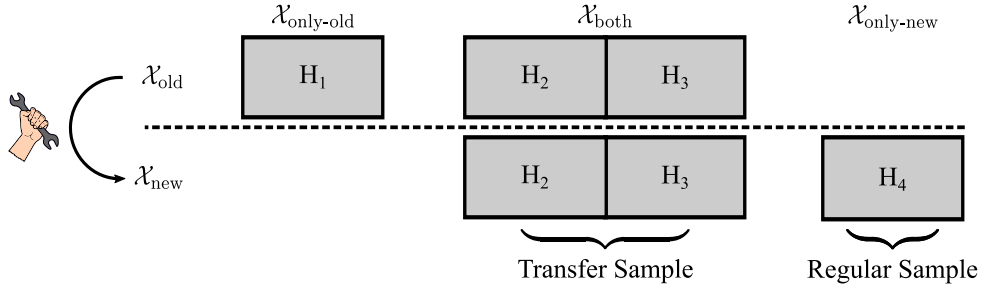 𝒳only-old 𝒳both 𝒳only-new
𝒳old H1 H2 H3
𝒳new H2 H3 H4
Transfer Sample Regular Sample